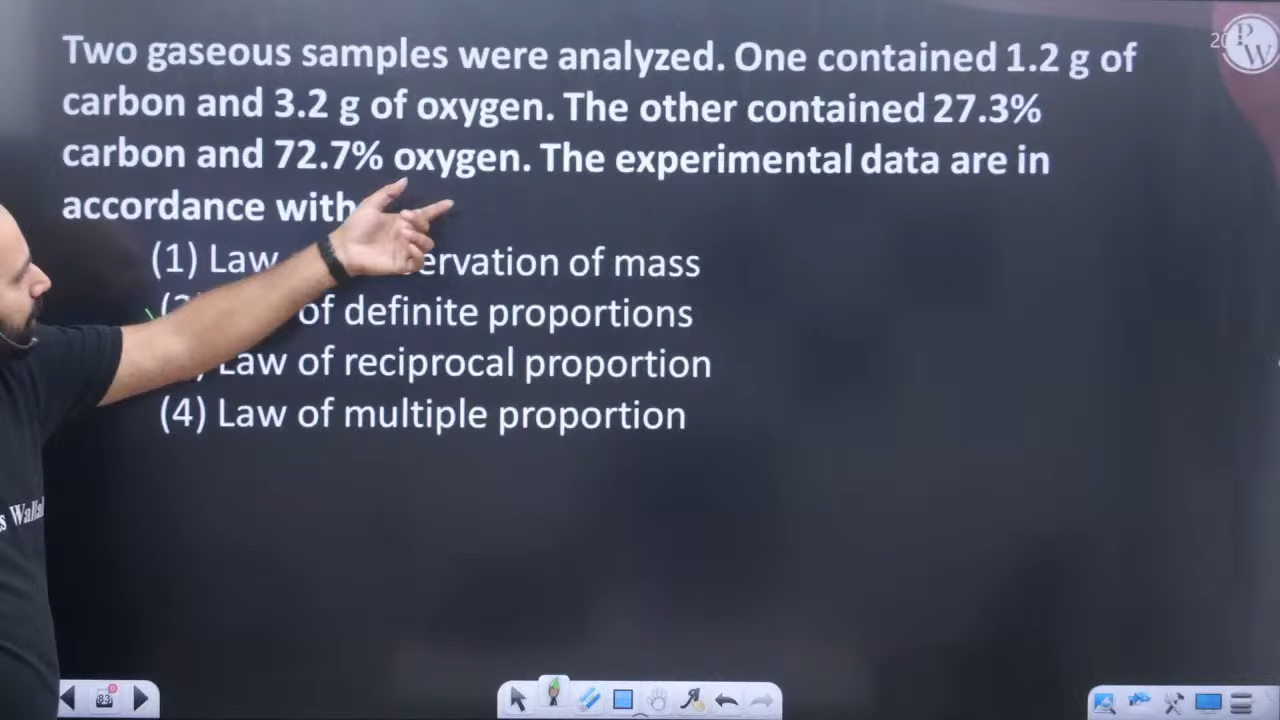 Two gaseous samples were analyzed. One contained 1.2 g of
carbon and 3.2 g of oxygen. The other contained 27.3%
carbon and 72.7% oxygen. The experimental data are in
accordance with
(1) Law ervation of mass
of definite proportions
Law of reciprocal proportion
(4) Law of multiple proportion
PW
83